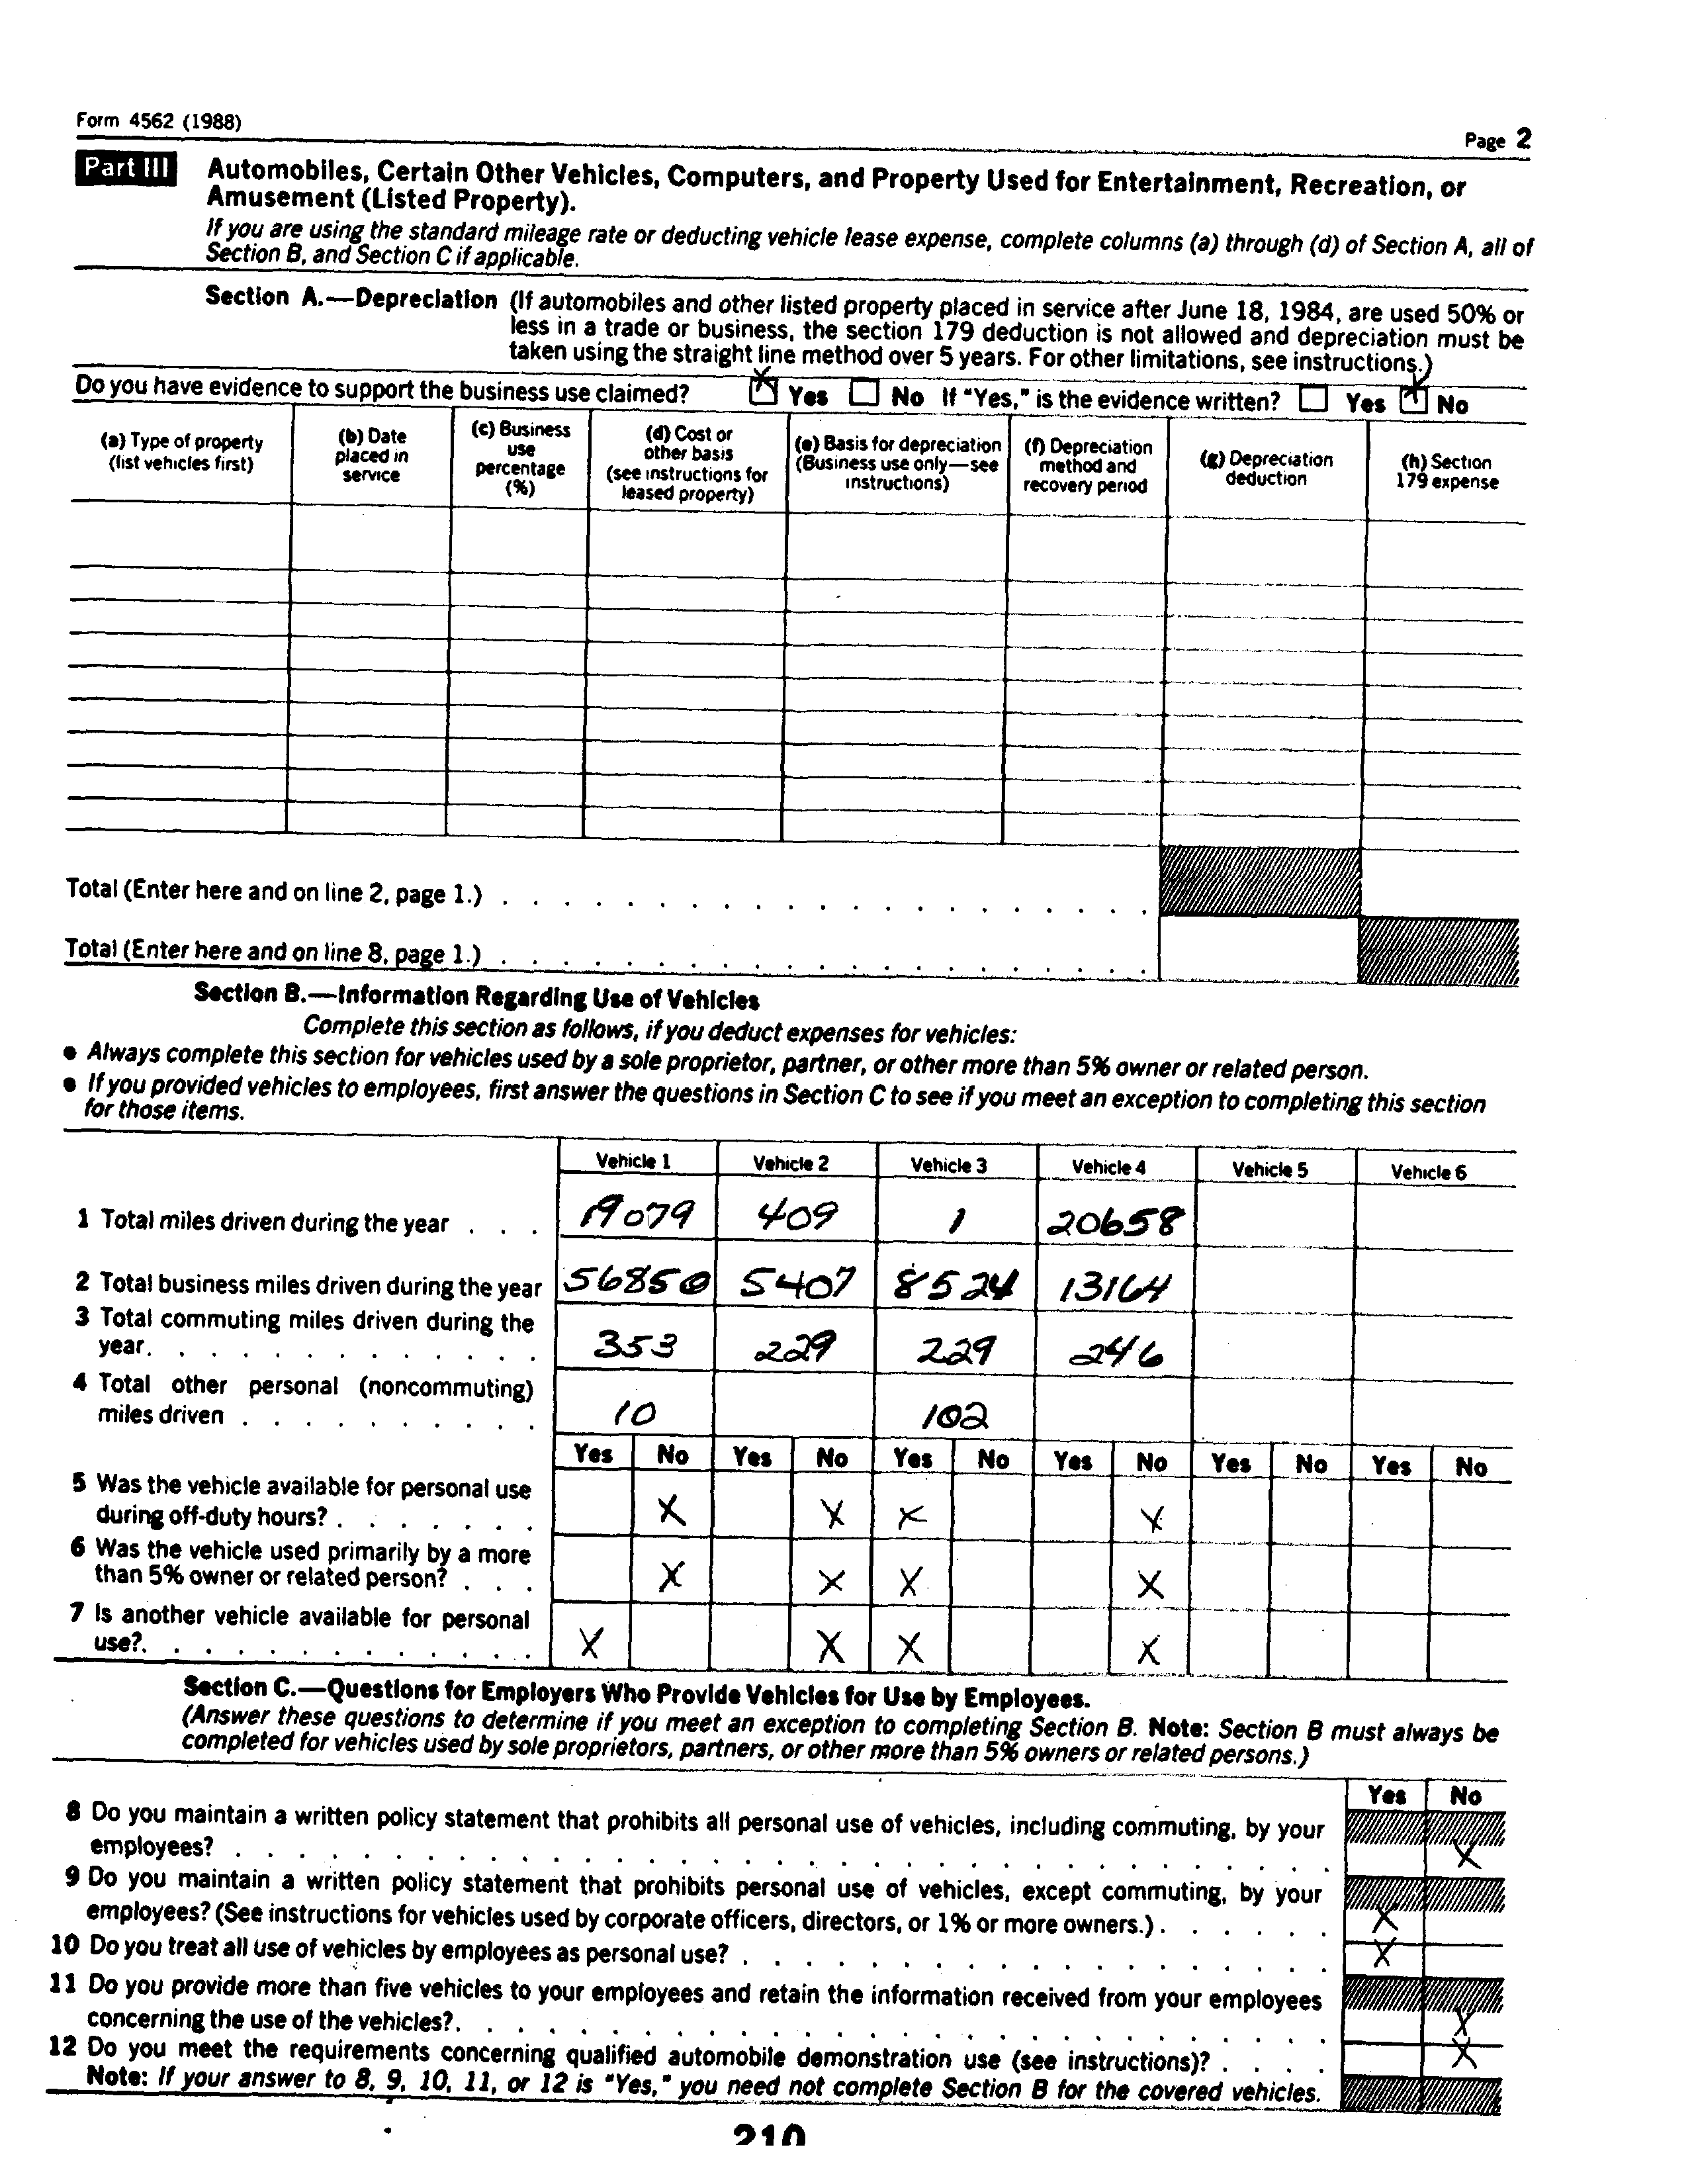 Form 4562 (1988)
Page 2
Part III Automobiles, Certain Other Vehicles, Computers, and Property Used for Entertainment, Recreation, or
Amusement (Listed Property).
If you are using the standard mileage rate or deducting vehicle lease expense, complete columns (a) through (d) of Section A, all of
Section B, and Section C if applicable.
Section A.—Depreciation (If automobiles and other listed property placed in service after June 18, 1984, are used 50% or
less in a trade or business, the section 179 deduction is not allowed and depreciation must be
taken using the straight line method over 5 years. For other limitations, see instructions.)
Do you have evidence to support the business use claimed? X Yes No If "Yes," is the evidence written? Yes X No
(a) Type of property
(list vehicles first)
(b) Date
placed in
service
(c) Business
use
percentage
(%)
(d) Cost or
other basis
(see instructions for
leased property)
(e) Basis for depreciation
(Business use only—see
instructions)
(f) Depreciation
method and
recovery period
(g) Depreciation
deduction
(h) Section
179 expense
Total (Enter here and on line 2, page 1.) . . . . . . . . . . . . . . . . . . . . .
Total (Enter here and on line 8, page 1.) . . . . . . . . . . . . . . . . . . . . .
Section B.—Information Regarding Use of Vehicles
Complete this section as follows, if you deduct expenses for vehicles:
● Always complete this section for vehicles used by a sole proprietor, partner, or other more than 5% owner or related person.
● If you provided vehicles to employees, first answer the questions in Section C to see if you meet an exception to completing this section
for those items.
Vehicle 1 Vehicle 2 Vehicle 3 Vehicle 4 Vehicle 5 Vehicle 6
1 Total miles driven during the year . . . 19079 409 1 20658
2 Total business miles driven during the year 56850 5407 8524 13164
3 Total commuting miles driven during the
year. . . . . . . . . . . . . 353 229 229 246
4 Total other personal (noncommuting)
miles driven . . . . . . . . . . 10 102
Yes No Yes No Yes No Yes No Yes No Yes No
5 Was the vehicle available for personal use
during off-duty hours? . . . . . . . X X X X
6 Was the vehicle used primarily by a more
than 5% owner or related person? . . . X X X X
7 Is another vehicle available for personal
use?. . . . . . . . . . . . . X X X X
Section C.—Questions for Employers Who Provide Vehicles for Use by Employees.
(Answer these questions to determine if you meet an exception to completing Section B. Note: Section B must always be
completed for vehicles used by sole proprietors, partners, or other more than 5% owners or related persons.)
Yes No
8 Do you maintain a written policy statement that prohibits all personal use of vehicles, including commuting, by your
employees? . . . . . . . . . . . . . . . . . . . . . . . . . . . . X
9 Do you maintain a written policy statement that prohibits personal use of vehicles, except commuting, by your
employees? (See instructions for vehicles used by corporate officers, directors, or 1% or more owners.) . . . . . . X
10 Do you treat all use of vehicles by employees as personal use? . . . . . . . . . . . . . . . . . . . X
11 Do you provide more than five vehicles to your employees and retain the information received from your employees
concerning the use of the vehicles?. . . . . . . . . . . . . . . . . . . . . . . . . . . . X
12 Do you meet the requirements concerning qualified automobile demonstration use (see instructions)? . . . . X
Note: If your answer to 8, 9, 10, 11, or 12 is "Yes," you need not complete Section B for the covered vehicles.
210